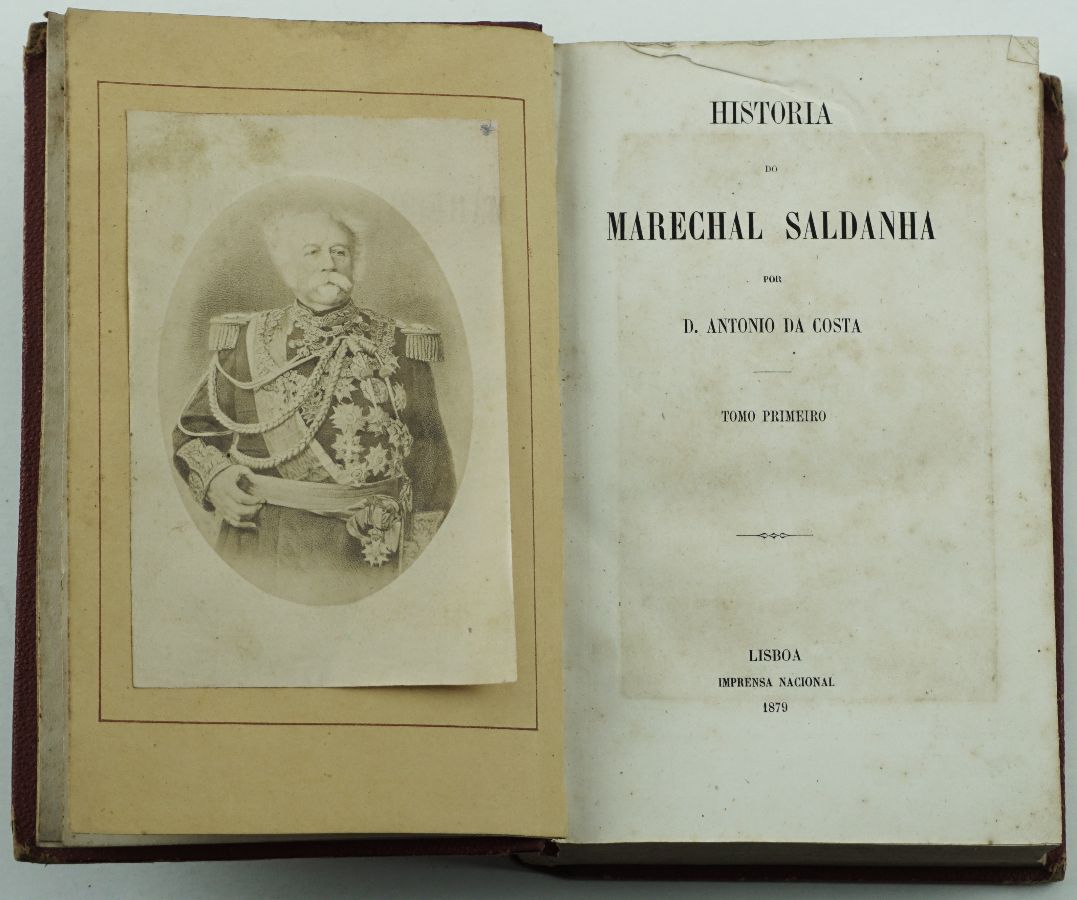 HISTORIA
DO
MARECHAL SALDANHA
POR
D. ANTONIO DA COSTA
TOMO PRIMEIRO
LISBOA
IMPRENSA NACIONAL
1879